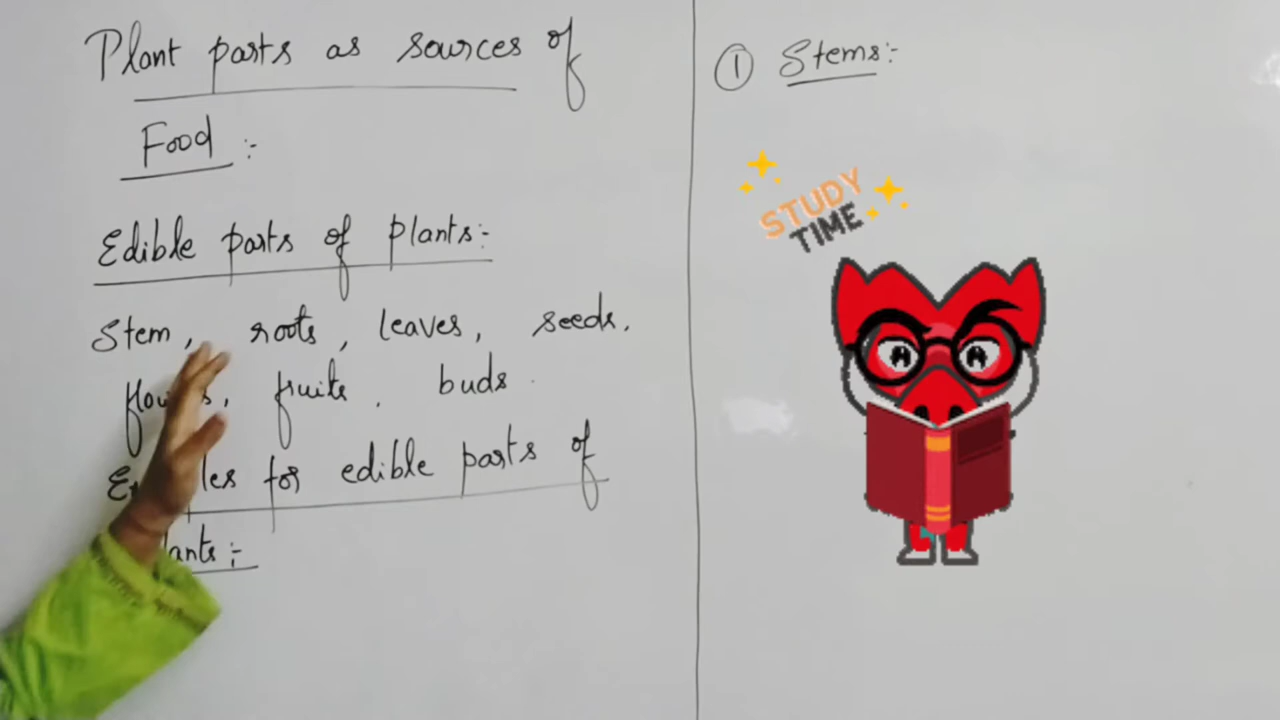 Plant parts as sources of
Food :-
Edible parts of plants:-
Stem, roots, leaves, seeds.
fruits, buds.
for edible parts of
① Stems:-
STUDY
TIME